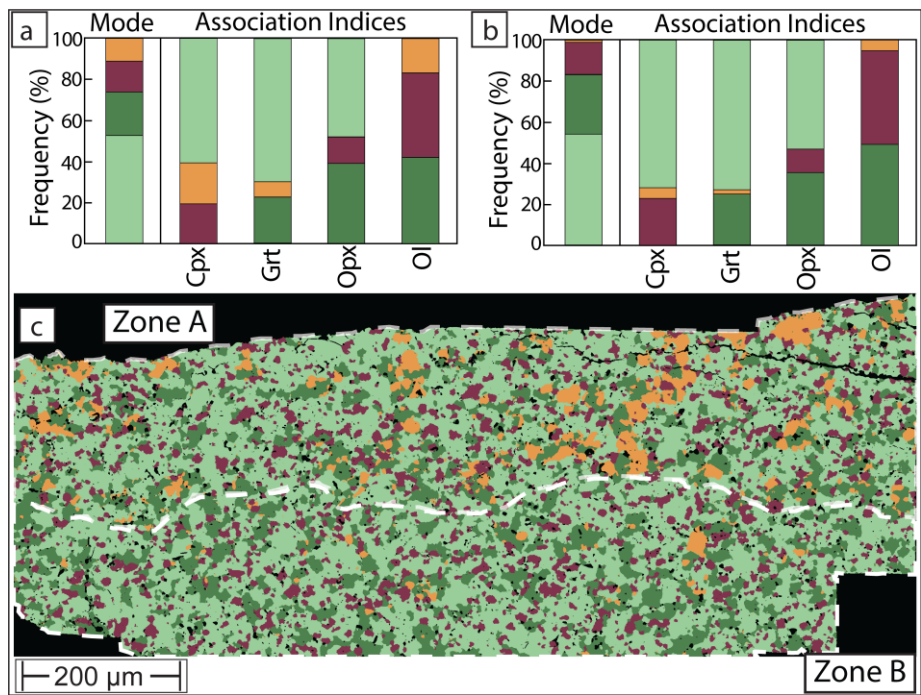 a
Mode
Association Indices
Frequency (%)
100
80
60
40
20
0
Cpx
Grt
Opx
Ol
b
Mode
Association Indices
Frequency (%)
100
80
60
40
20
0
Cpx
Grt
Opx
Ol
c
Zone A
200 µm
Zone B